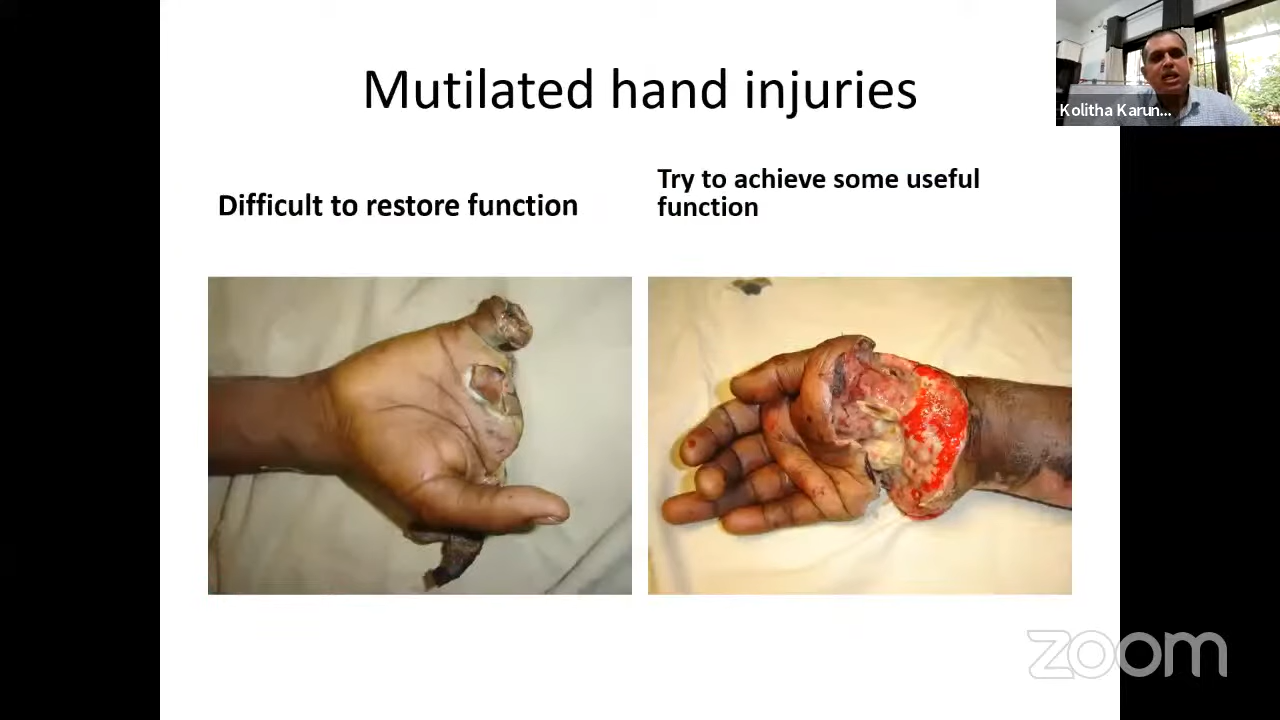 Mutilated hand injuries
Kolitha Karun...
Difficult to restore function
Try to achieve some useful
function
zoom